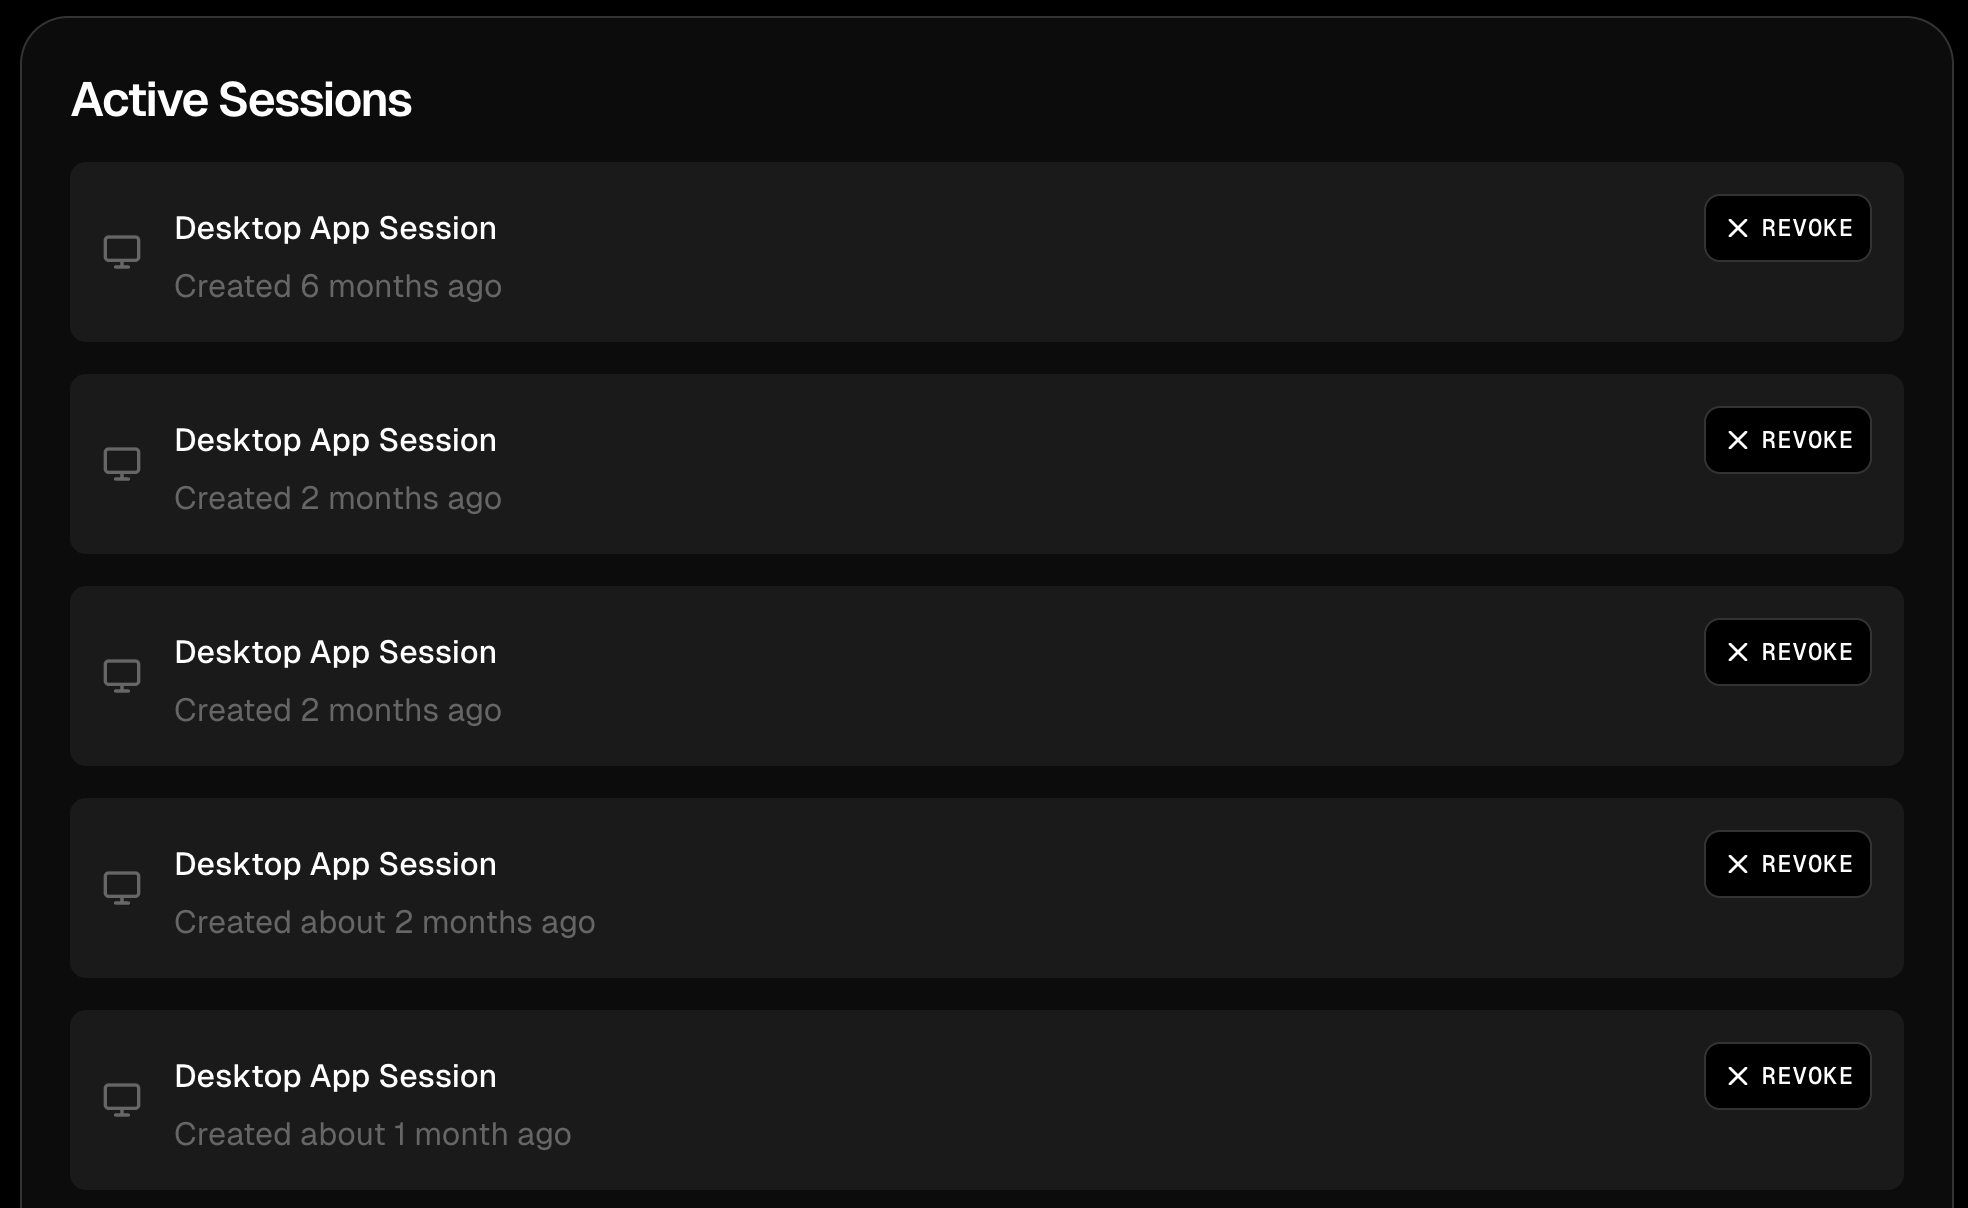 Active Sessions
Desktop App Session
REVOKE
Created 6 months ago
Desktop App Session
REVOKE
Created 2 months ago
Desktop App Session
REVOKE
Created 2 months ago
Desktop App Session
REVOKE
Created about 2 months ago
Desktop App Session
REVOKE
Created about 1 month ago